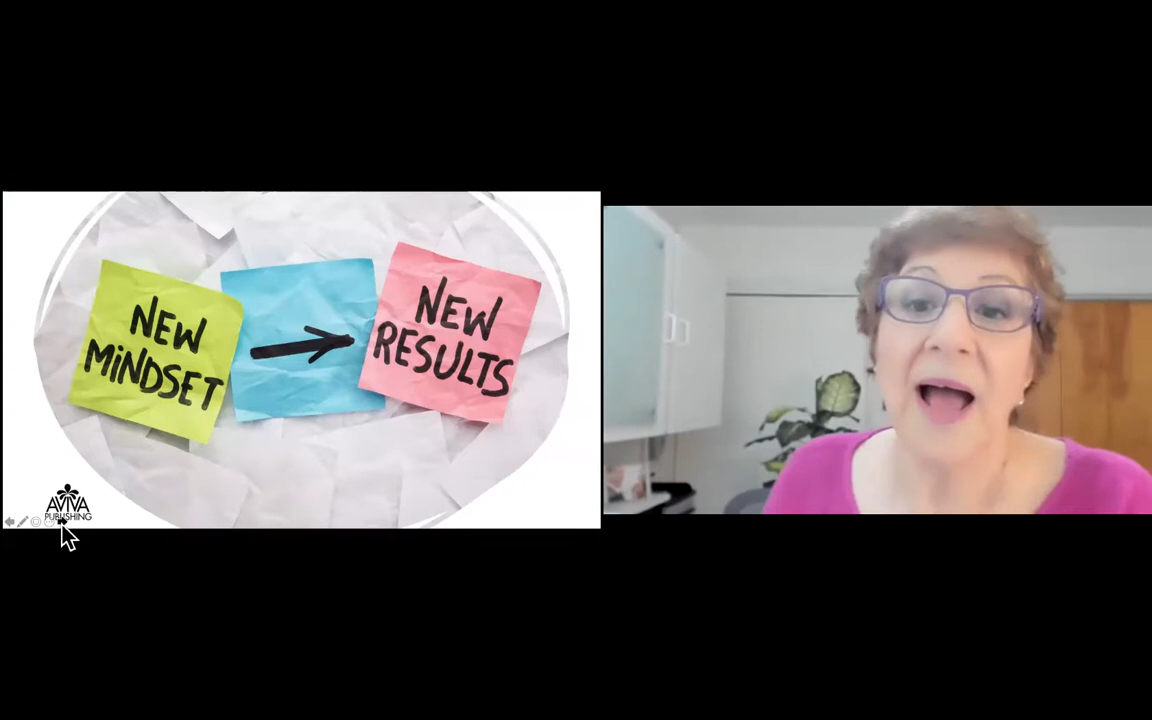 NEW
MiNDSET
NEW
RESULTS
AVIVA
PUBLISHING